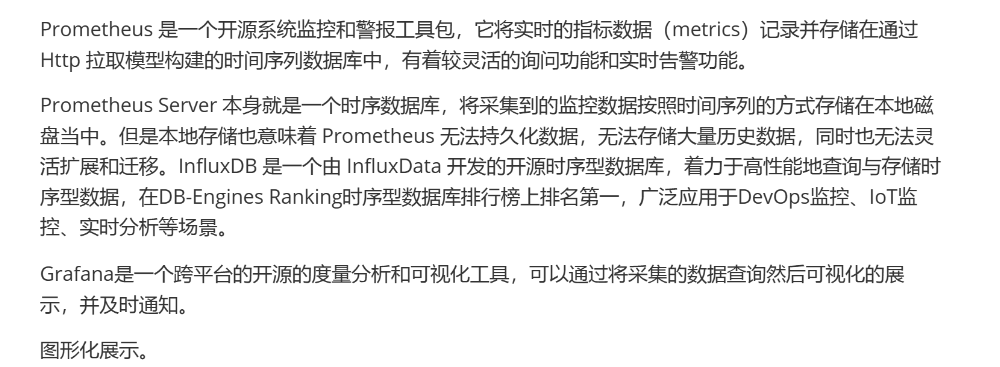 Prometheus 是一个开源系统监控和警报工具包，它将实时的指标数据（metrics）记录并存储在通过
Http 拉取模型构建的时间序列数据库中，有着较灵活的询问功能和实时告警功能。
Prometheus Server 本身就是一个时序数据库，将采集到的监控数据按照时间序列的方式存储在本地磁
盘当中。但是本地存储也意味着 Prometheus 无法持久化数据，无法存储大量历史数据，同时也无法灵
活扩展和迁移。InfluxDB 是一个由 InfluxData 开发的开源时序型数据库，着力于高性能地查询与存储时
序型数据，在DB-Engines Ranking时序型数据库排行榜上排名第一，广泛应用于DevOps监控、IoT监
控、实时分析等场景。
Grafana是一个跨平台的开源的度量分析和可视化工具，可以通过将采集的数据查询然后可视化的展
示，并及时通知。
图形化展示。